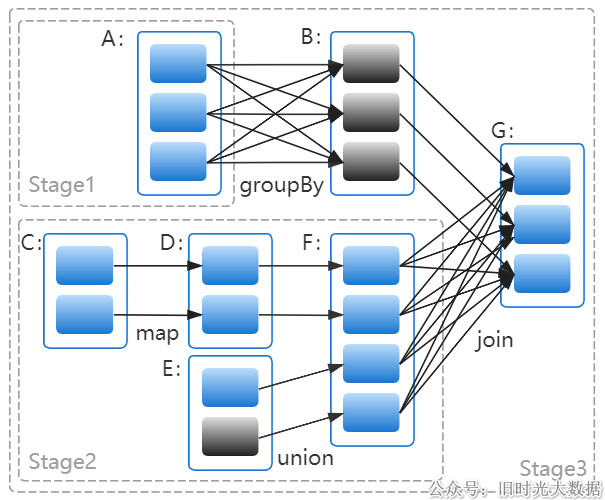 A:
B:
G:
Stage1
groupBy
C:
D:
F:
map
E:
join
Stage2
union
Stage3
公众号：旧时光大数据